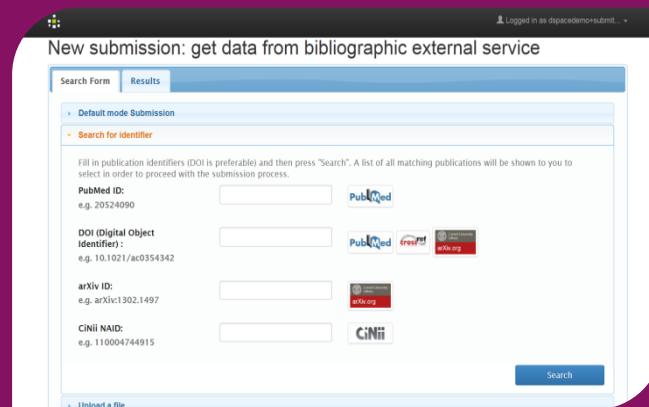 Logged in as dspacedemo+submit...
New submission: get data from bibliographic external service
Search Form
Results
Default mode Submission
Search for identifier
Fill in publication identifiers (DOI is preferable) and then press "Search". A list of all matching publications will be shown to you to
select in order to proceed with the submission process.
PubMed ID:
e.g. 20524090
PubMed
DOI (Digital Object
Identifier) :
e.g. 10.1021/ac0354342
PubMed
crossref
arXiv.org
arXiv ID:
e.g. arXiv:1302.1497
arXiv.org
CiNii NAID:
e.g. 110004744915
CiNii
Search
Upload a file